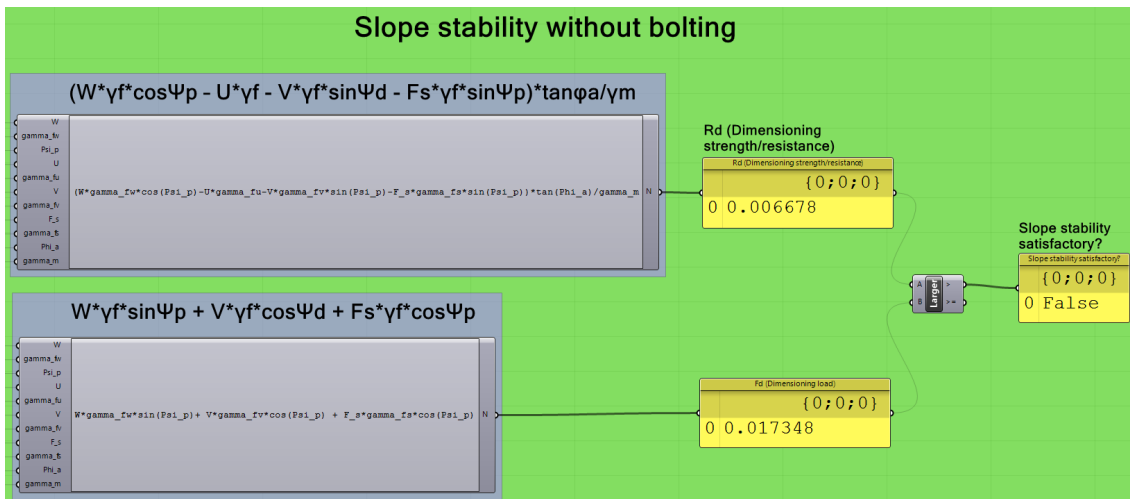 Slope stability without bolting
(W*γf*cosΨp - U*γf - V*γf*sinΨd - Fs*γf*sinΨp)*tanφa/γm
W
gamma_fw
Psi_p
U
gamma_fu
V
gamma_fv
F_s
gamma_fs
Phi_a
gamma_m
(W*gamma_fw*cos(Psi_p)-U*gamma_fu-V*gamma_fv*sin(Psi_p)-F_s*gamma_fs*sin(Psi_p))*tan(Phi_a)/gamma_m
N
Rd (Dimensioning
strength/resistance)
Rd (Dimensioning strength/resistance)
{0;0;0}
0 0.006678
Slope stability
satisfactory?
Slope stability satisfactory?
{0;0;0}
0 False
A
B
Larger
>
>=
W*γf*sinΨp + V*γf*cosΨd + Fs*γf*cosΨp
W
gamma_fw
Psi_p
U
gamma_fu
V
gamma_fv
F_s
gamma_fs
Phi_a
gamma_m
W*gamma_fw*sin(Psi_p)+ V*gamma_fv*cos(Psi_p) + F_s*gamma_fs*cos(Psi_p)
N
Fd (Dimensioning load)
{0;0;0}
0 0.017348